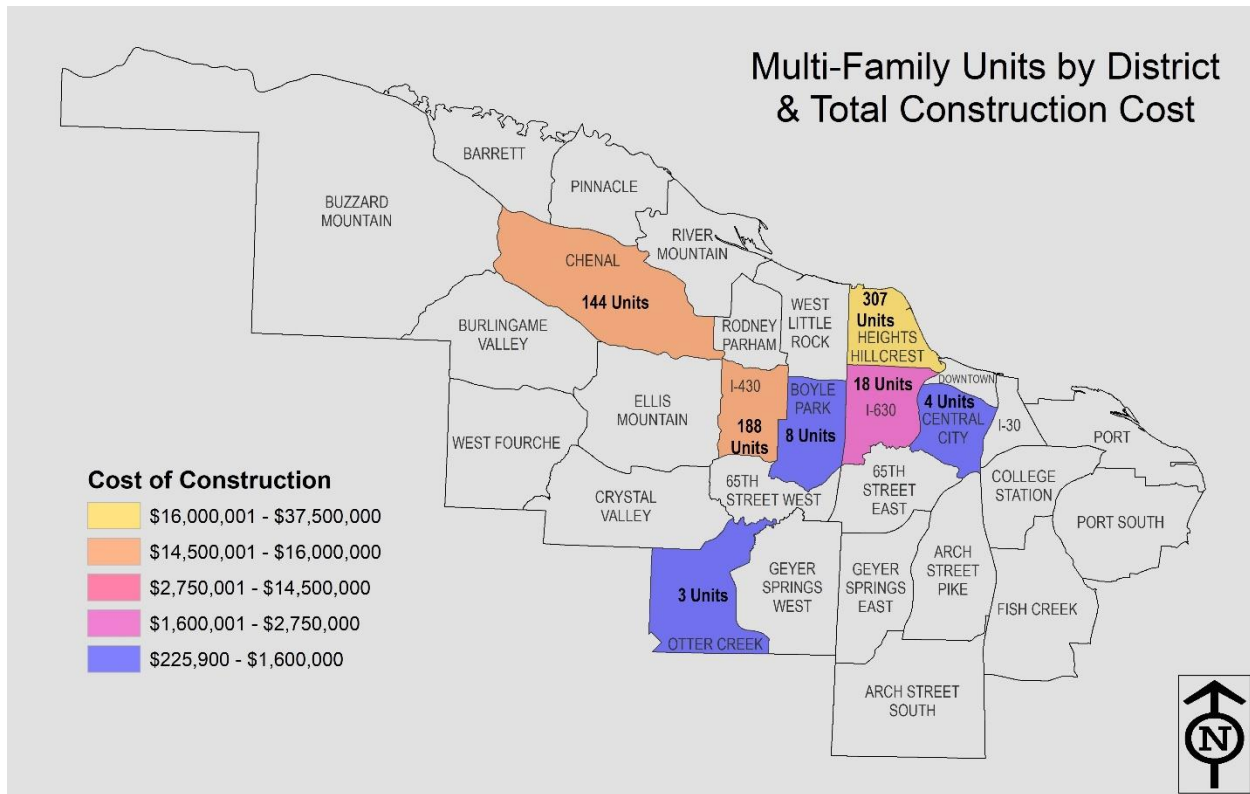 Multi-Family Units by District
& Total Construction Cost
BARRETT
PINNACLE
BUZZARD
MOUNTAIN
RIVER
MOUNTAIN
CHENAL
144 Units
307
Units
HEIGHTS
HILLCREST
WEST
LITTLE
ROCK
RODNEY
PARHAM
BURLINGAME
VALLEY
DOWNTOWN
I-430
188
Units
BOYLE
PARK
8 Units
18 Units
I-630
4 Units
CENTRAL
CITY
I-30
PORT
ELLIS
MOUNTAIN
WEST FOURCHE
65TH
STREET WEST
65TH
STREET
EAST
COLLEGE
STATION
CRYSTAL
VALLEY
PORT SOUTH
GEYER
SPRINGS
WEST
GEYER
SPRINGS
EAST
ARCH
STREET
PIKE
3 Units
OTTER CREEK
FISH CREEK
ARCH STREET
SOUTH
Cost of Construction
$16,000,001 - $37,500,000
$14,500,001 - $16,000,000
$2,750,001 - $14,500,000
$1,600,001 - $2,750,000
$225,900 - $1,600,000
N